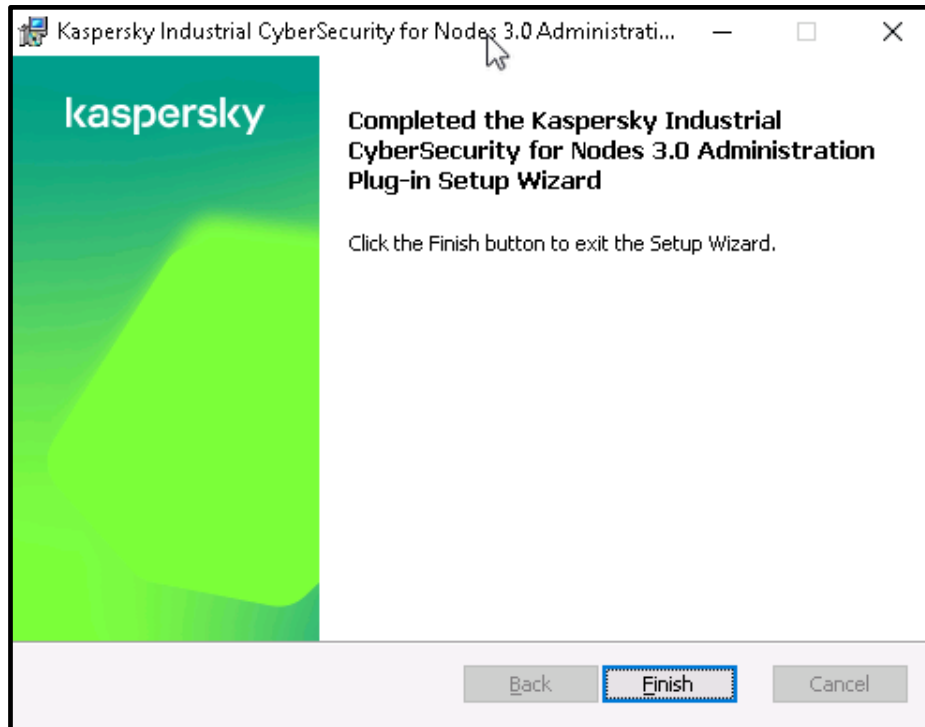 Kaspersky Industrial CyberSecurity for Nodes 3.0 Administrati...
kaspersky
Completed the Kaspersky Industrial
CyberSecurity for Nodes 3.0 Administration
Plug-in Setup Wizard
Click the Finish button to exit the Setup Wizard.
Back
Finish
Cancel